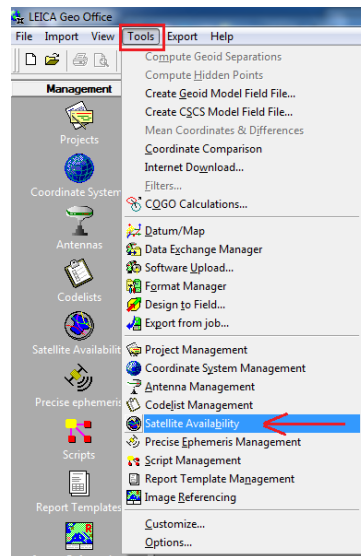 LEICA Geo Office
File Import View Tools Export Help
Management
Projects
Coordinate System
Antennas
Codelists
Satellite Availabilit
Precise ephemeris
Scripts
Report Templates
Compute Geoid Separations
Compute Hidden Points
Create Geoid Model Field File...
Create CSCS Model Field File...
Mean Coordinates & Differences
Coordinate Comparison
Internet Download...
Filters...
COGO Calculations...
Datum/Map
Data Exchange Manager
Software Upload...
Format Manager
Design to Field...
Export from job...
Project Management
Coordinate System Management
Antenna Management
Codelist Management
Satellite Availability
Precise Ephemeris Management
Script Management
Report Template Management
Image Referencing
Customize...
Options...